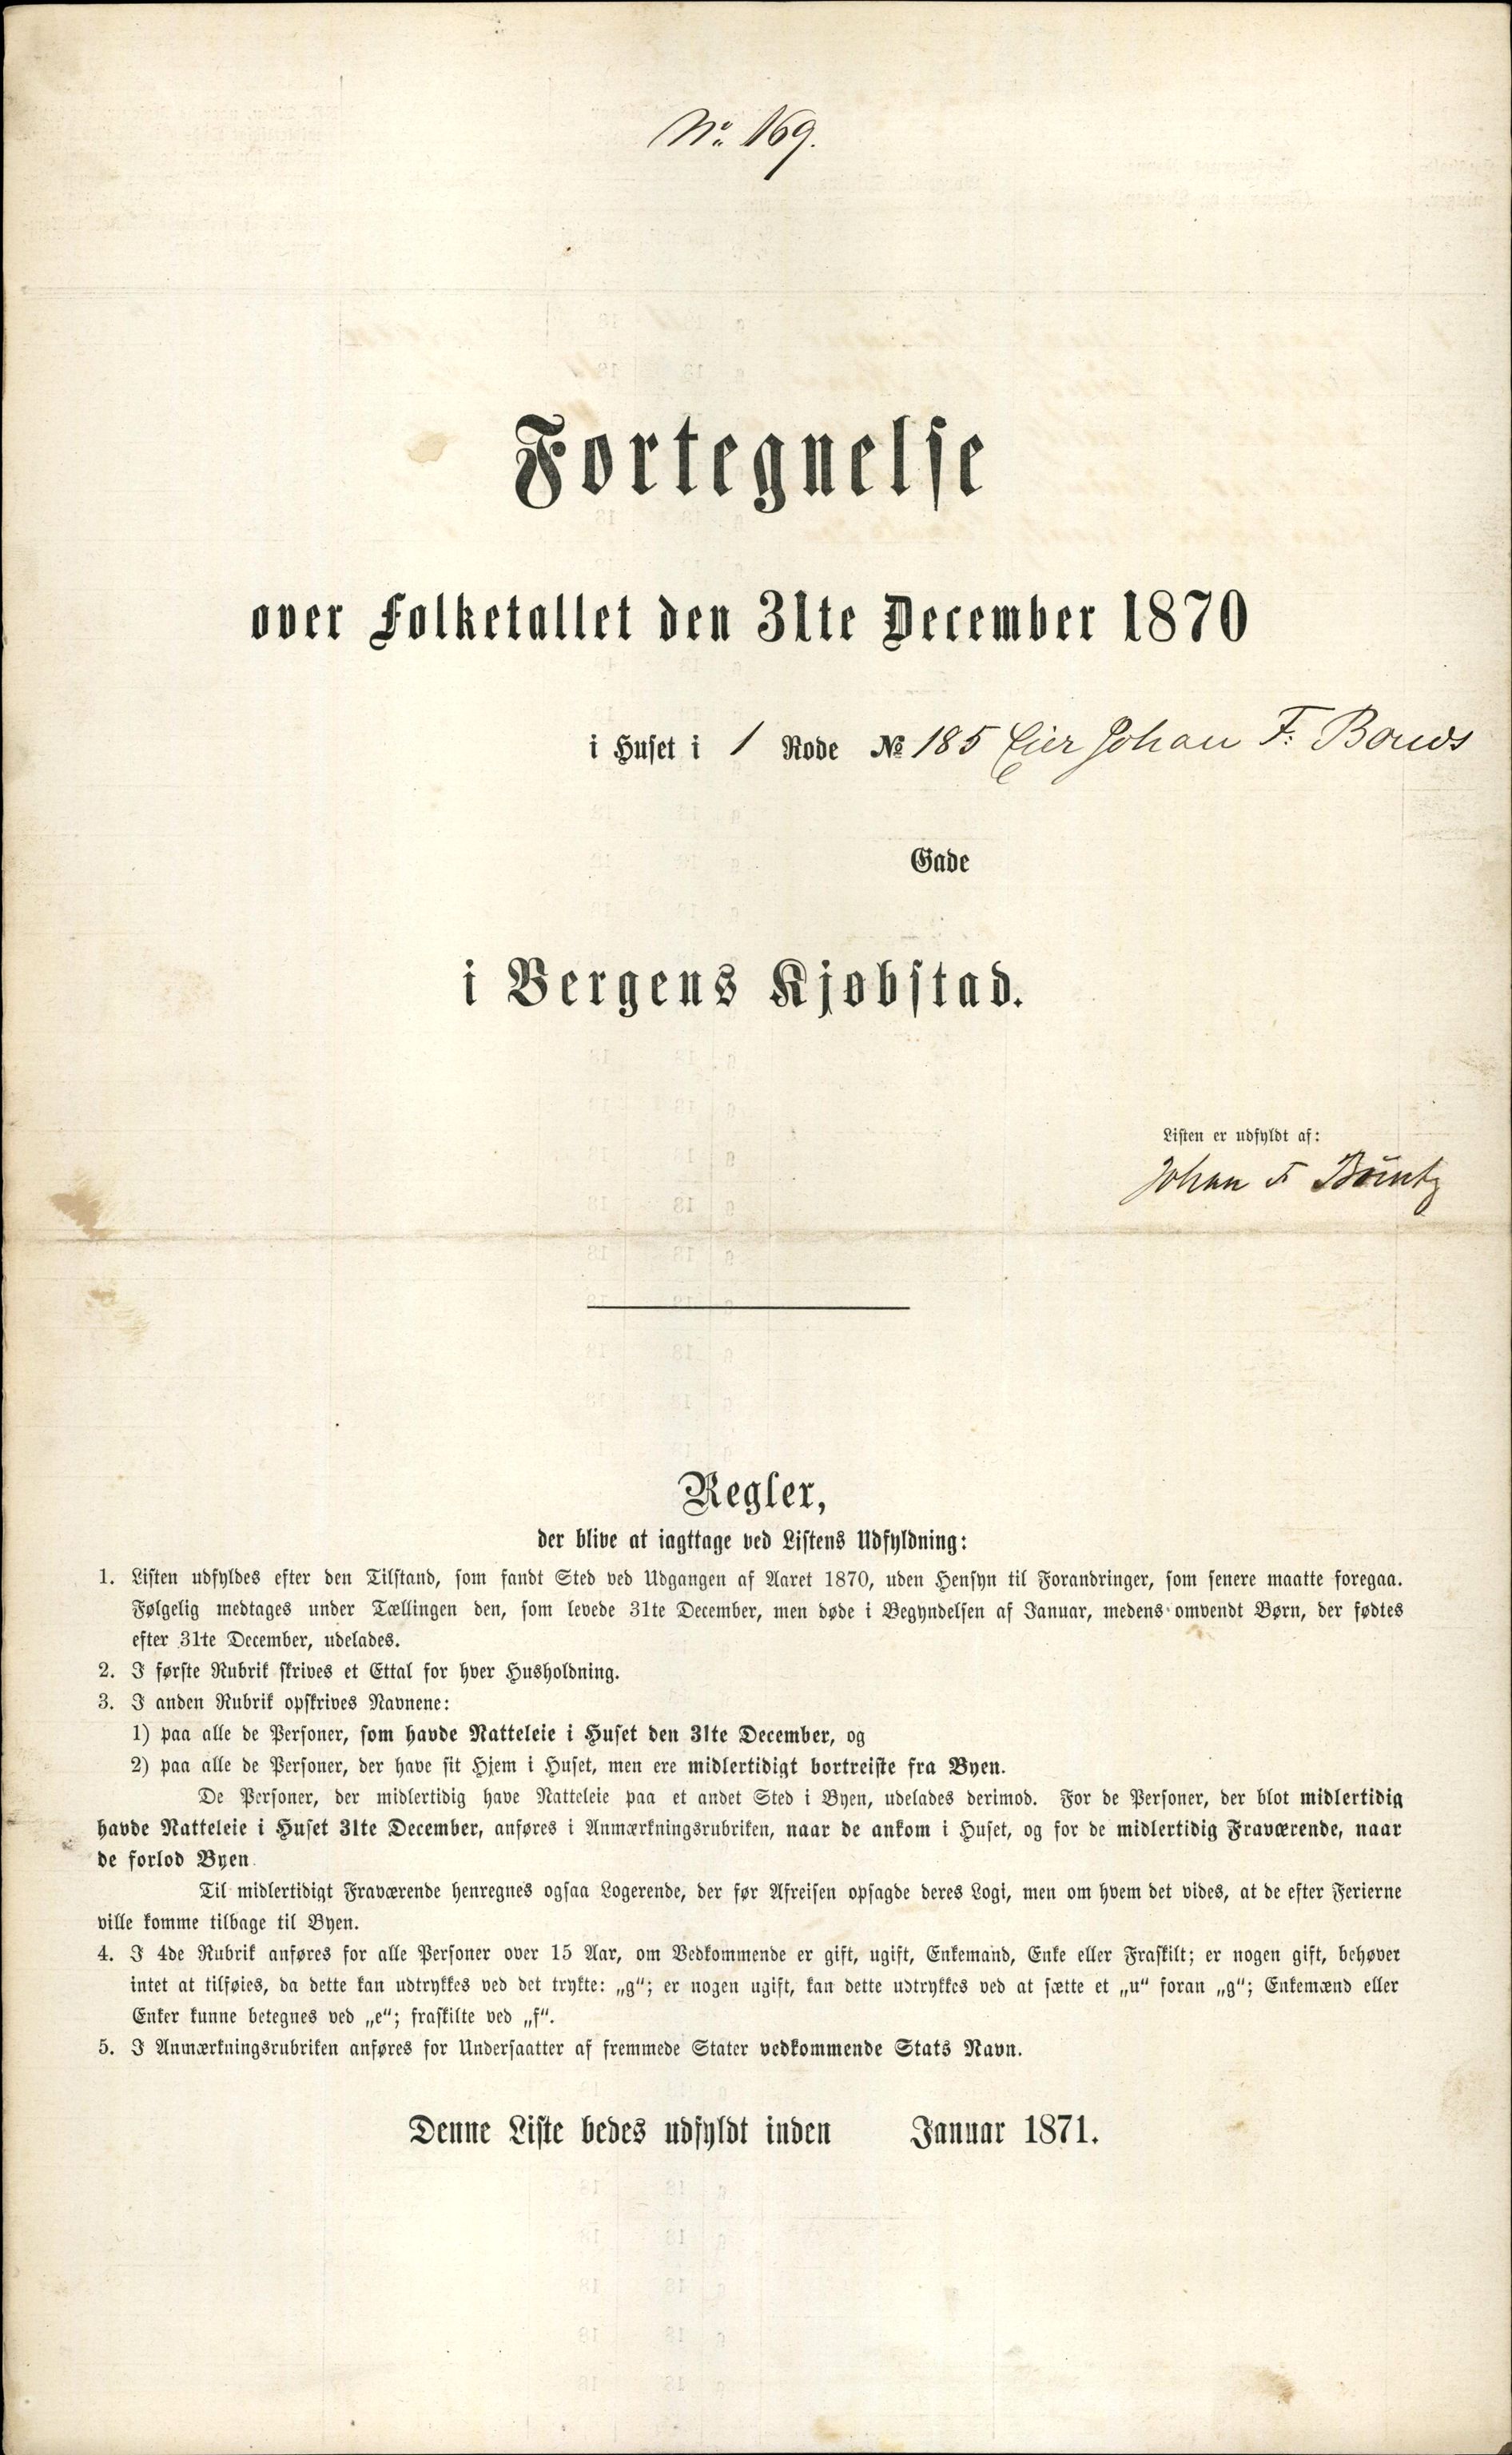 No. 169.
Fortegnelse
over Folketallet den 31te December 1870
i Huset i 1 Rode No 185 Eier Johan F.
Gade
i Bergens Kjøbstad.
Listen er udfyldt af:
Johan F Büntz
Regler,
der blive at iagttage ved Listens Udfyldning:
1. Listen udfyldes efter den Tilstand, som fandt Sted ved Udgangen af Aaret 1870, uden Hensyn til Forandringer, som senere maatte foregaa.
Følgelig medtages under Tællingen den, som levede 31te December, men døde i Begyndelsen af Januar, medens omvendt Børn, der fødtes
efter 31te December, udelades.
2. I første Rubrik skrives et Ettal for hver Husholdning.
3. I anden Rubrik opskrives Navnene:
1) paa alle de Personer, som havde Natteleie i Huset den 31te December, og
2) paa alle de Personer, der have sit Hjem i Huset, men ere midlertidigt bortreiste fra Byen.
De Personer, der midlertidig have Natteleie paa et andet Sted i Byen, udelades derimod. For de Personer, der blot midlertidig
havde Natteleie i Huset 31te December, anføres i Anmærkningsrubriken, naar de ankom i Huset, og for de midlertidig Fraværende, naar
de forlod Byen.
Til midlertidigt Fraværende henregnes ogsaa Logerende, der før Afreisen opsagde deres Logi, men om hvem det vides, at de efter Ferierne
ville komme tilbage til Byen.
4. I 4de Rubrik anføres for alle Personer over 15 Aar, om Vedkommende er gift, ugift, Enkemand, Enke eller Fraskilt; er nogen gift, behøver
intet at tilføies, da dette kan udtrykkes ved det trykte: „g“; er nogen ugift, kan dette udtrykkes ved at sætte et „u“ foran „g“; Enkemænd eller
Enker kunne betegnes ved „e“; fraskilte ved „f“.
5. I Anmærkningsrubriken anføres for Undersaatter af fremmede Stater vedkommende Stats Navn.
Denne Liste bedes udfyldt inden Januar 1871.